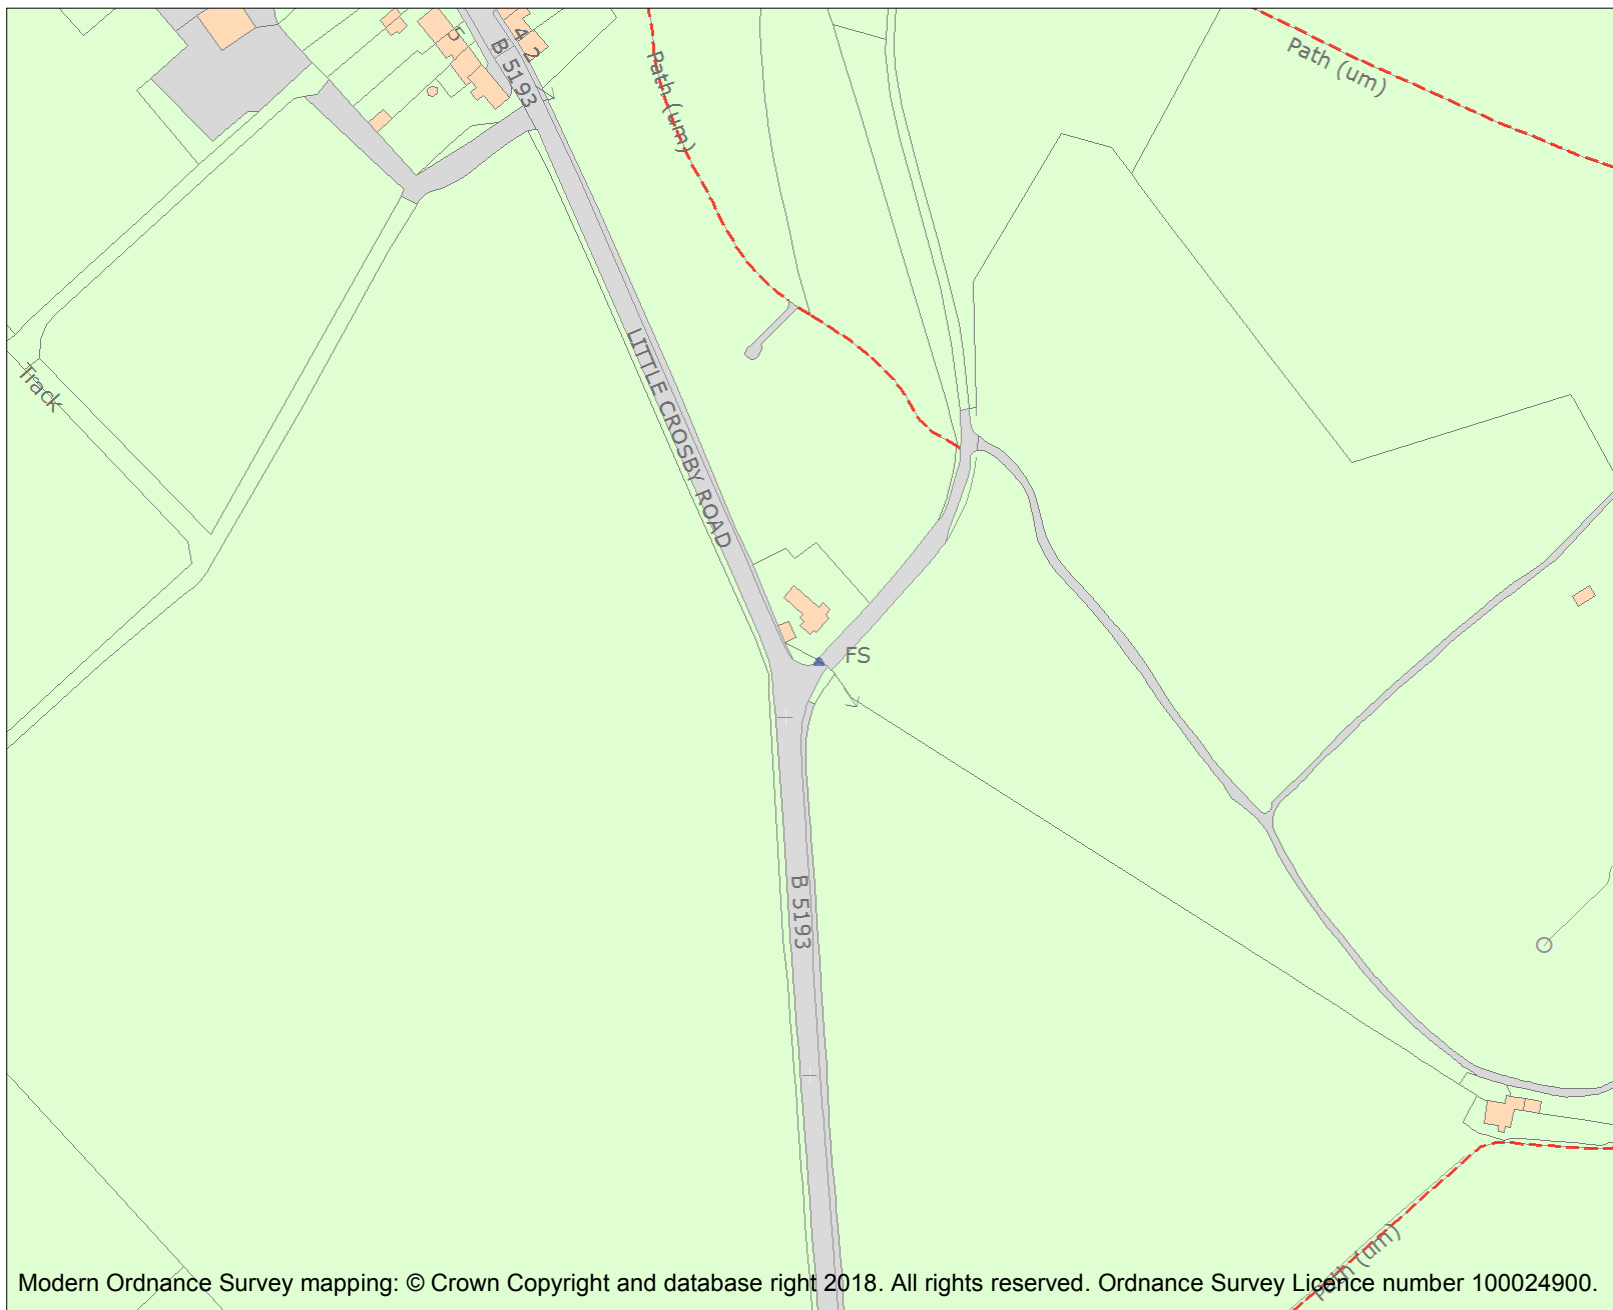 5
4 2
B 5193
Path (um)
Path (um)
LITTLE CROSBY ROAD
Track
FS
B 5193
Path (um)
Modern Ordnance Survey mapping: © Crown Copyright and database right 2018. All rights reserved. Ordnance Survey Licence number 100024900.